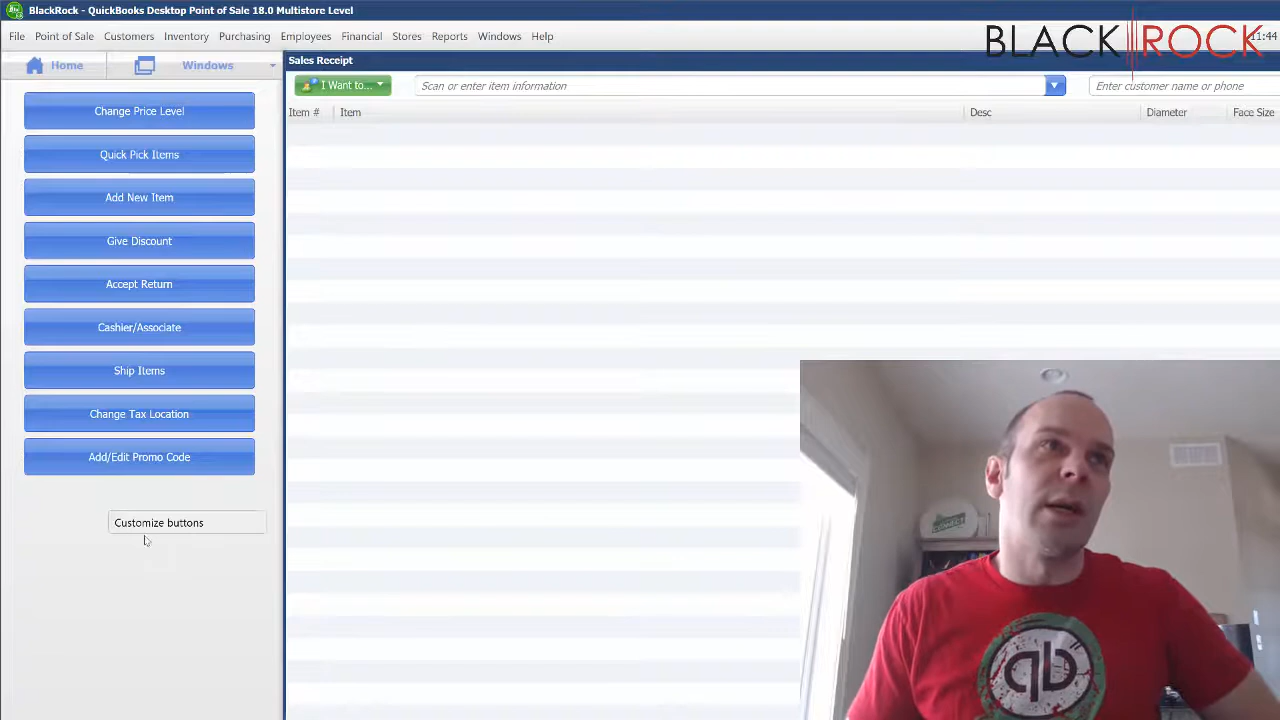 BlackRock - QuickBooks Desktop Point of Sale 18.0 Multistore Level
File Point of Sale Customers Inventory Purchasing Employees Financial Stores Reports Windows Help
BLACK ROCK
11:44
Home Windows
Sales Receipt
I Want to... Scan or enter item information Enter customer name or phone
Item # Item Desc Diameter Face Size
Change Price Level
Quick Pick Items
Add New Item
Give Discount
Accept Return
Cashier/Associate
Ship Items
Change Tax Location
Add/Edit Promo Code
Customize buttons
qb